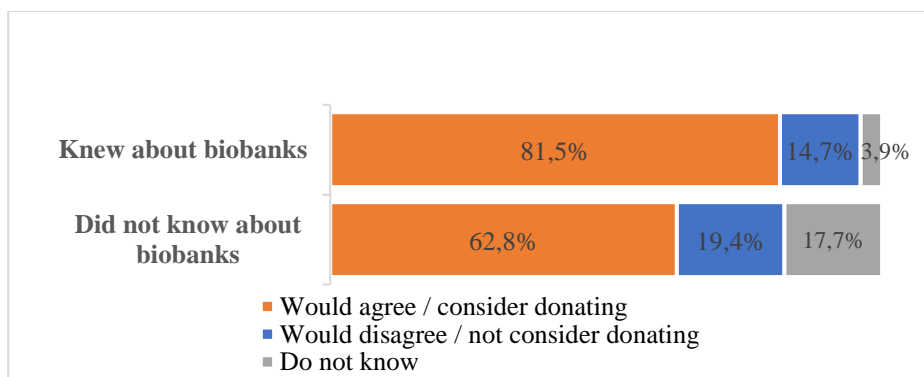 Knew about biobanks
81,5%
14,7%
3,9%
Did not know about
biobanks
62,8%
19,4%
17,7%
Would agree / consider donating
Would disagree / not consider donating
Do not know